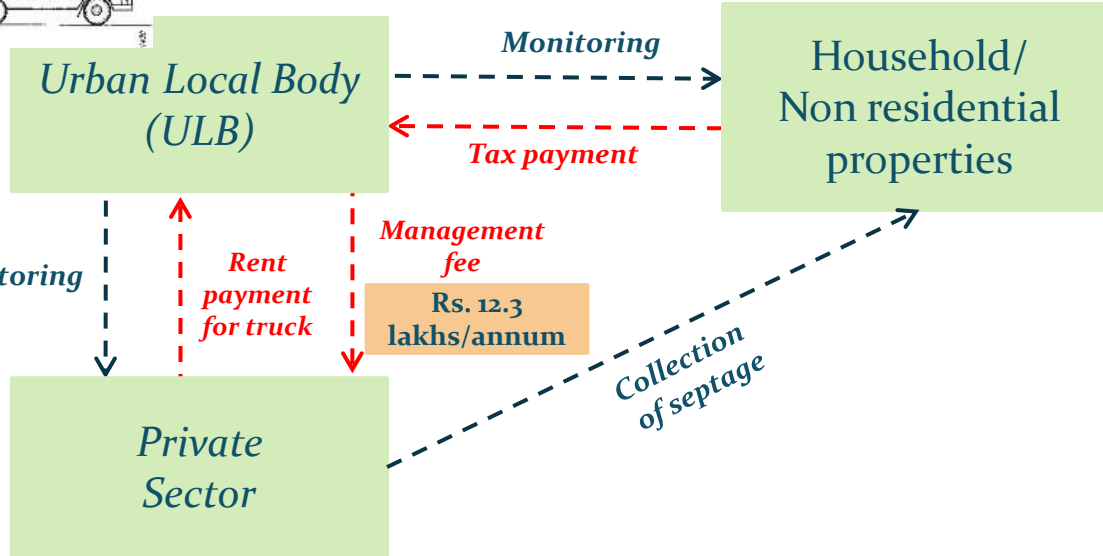 Monitoring
Urban Local Body
(ULB)
Household/
Non residential
properties
Tax payment
toring
Rent
payment
for truck
Management
fee
Rs. 12.3
lakhs/annum
Collection
of septage
Private
Sector